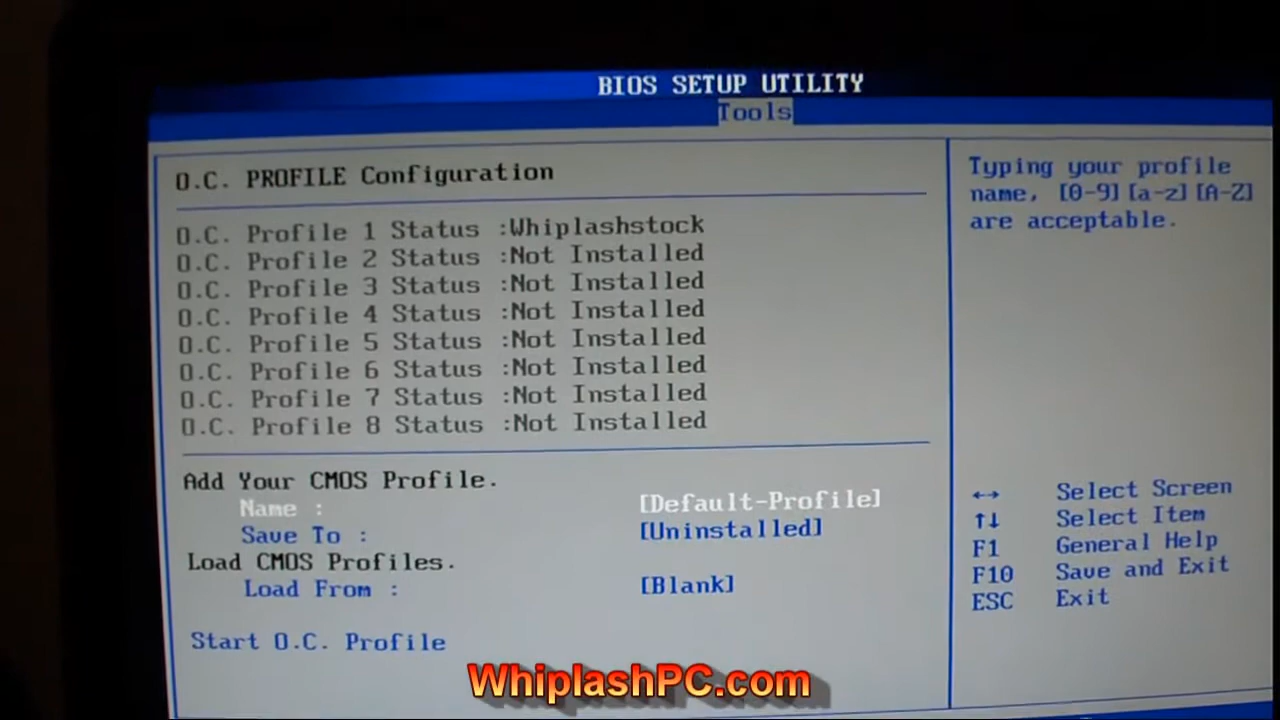 BIOS SETUP UTILITY
Tools
O.C. PROFILE Configuration
O.C. Profile 1 Status :Whiplashstock
O.C. Profile 2 Status :Not Installed
O.C. Profile 3 Status :Not Installed
O.C. Profile 4 Status :Not Installed
O.C. Profile 5 Status :Not Installed
O.C. Profile 6 Status :Not Installed
O.C. Profile 7 Status :Not Installed
O.C. Profile 8 Status :Not Installed
Add Your CMOS Profile.
Name : [Default-Profile]
Save To : [Uninstalled]
Load CMOS Profiles.
Load From : [Blank]
Start O.C. Profile
Typing your profile
name, [0-9][a-z][A-Z]
are acceptable.
↔ Select Screen
↑↓ Select Item
F1 General Help
F10 Save and Exit
ESC Exit
WhiplashPC.com